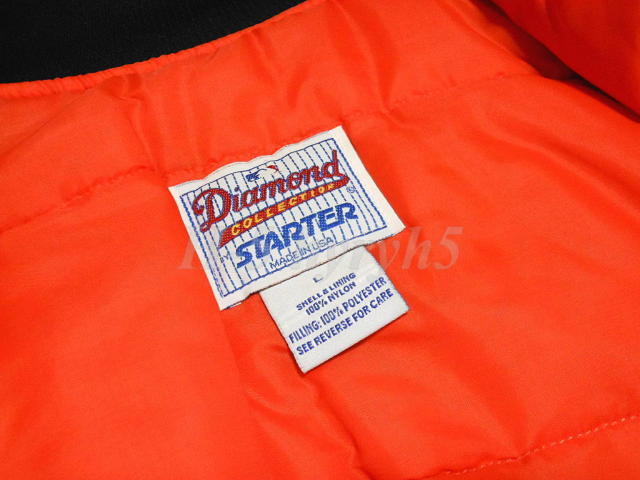 Diamond
COLLECTION
STARTER
MADE IN USA
L
SHELL & LINING
100% NYLON
FILLING: 100% POLYESTER
SEE REVERSE FOR CARE